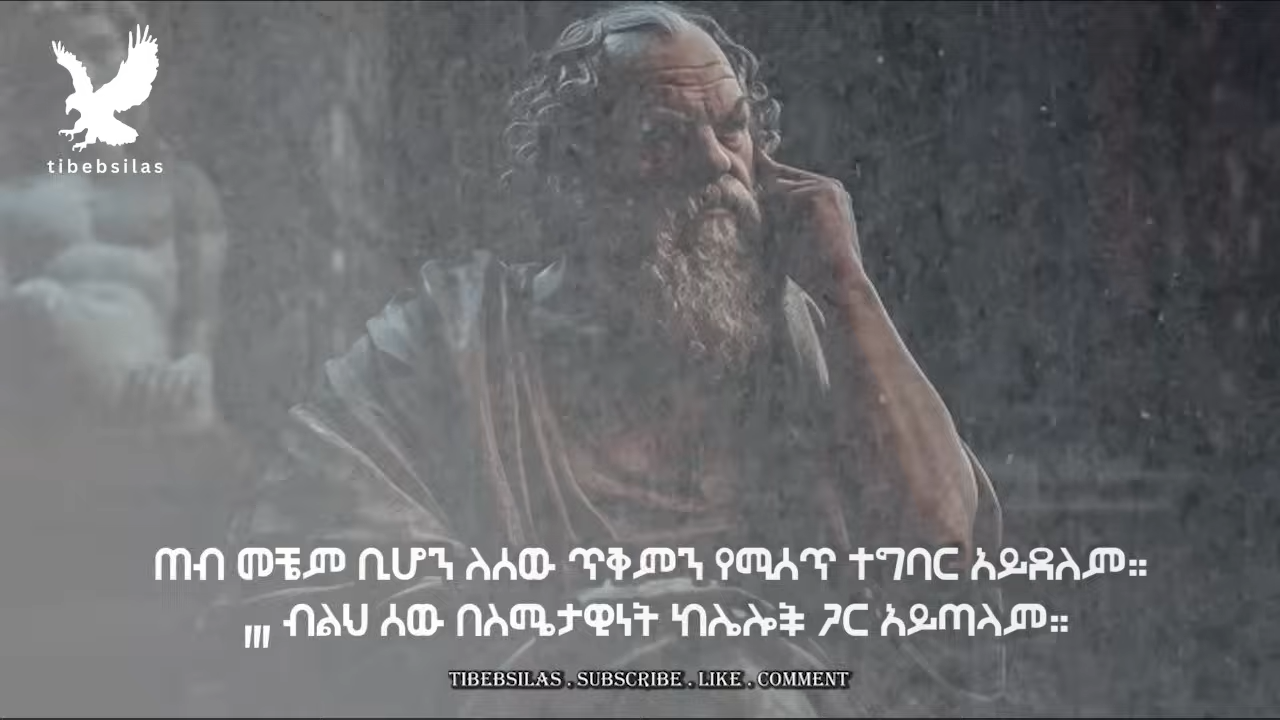 tibebsilas
ጠብ መቼም ቢሆን ለሰው ጥቅምን የሚሰጥ ተግባር አይደለም።
,,, ብልህ ሰው በስሜታዊነት ከሌሎች ጋር አይጣላም።
TIBEBSILAS . SUBSCRIBE . LIKE . COMMENT